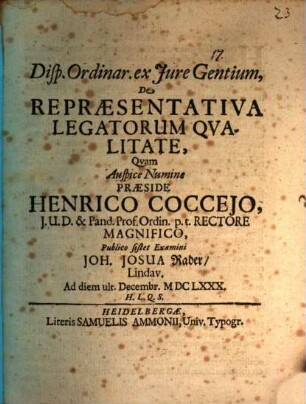 23
17.
Disp. Ordinar. ex Jure Gentium,
De
REPRÆSENTATIVA
LEGATORUM QVA-
LITATE,
Qvam
Auspice Numine
PRÆSIDE
HENRICO COCCEJO,
J. U. D. & Pand. Prof. Ordin. p. t. RECTORE
MAGNIFICO,
Publico sistet Examini
JOH. JOSUA Rader/
Lindav.
Ad diem ult. Decembr. M DC LXXX.
H. L. Q. S.
HEIDELBERGÆ,
Literis SAMUELIS AMMONII, Univ. Typogr.